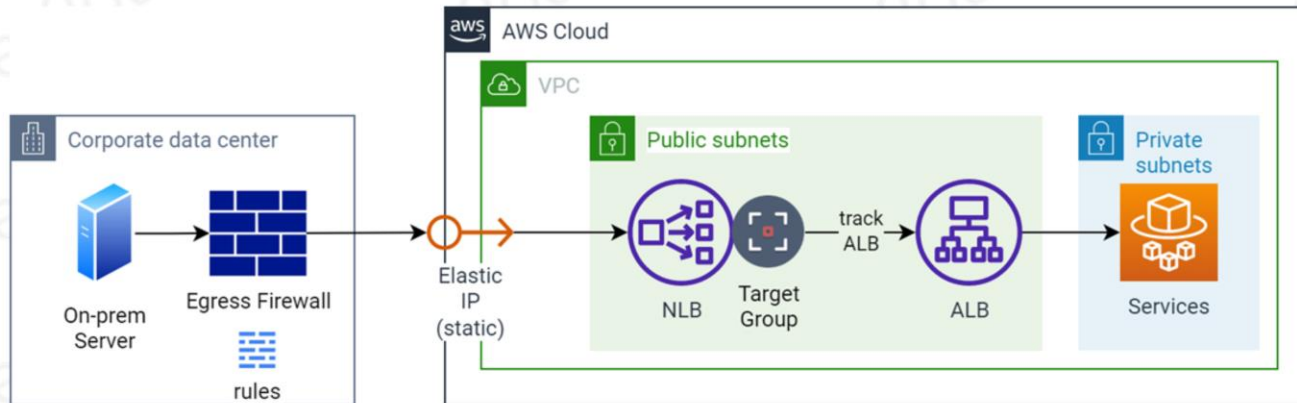 aws
AWS Cloud
VPC
Corporate data center
Public subnets
Private
subnets
track
ALB
On-prem
Server
Egress Firewall
rules
Elastic
IP
(static)
NLB
Target
Group
ALB
Services